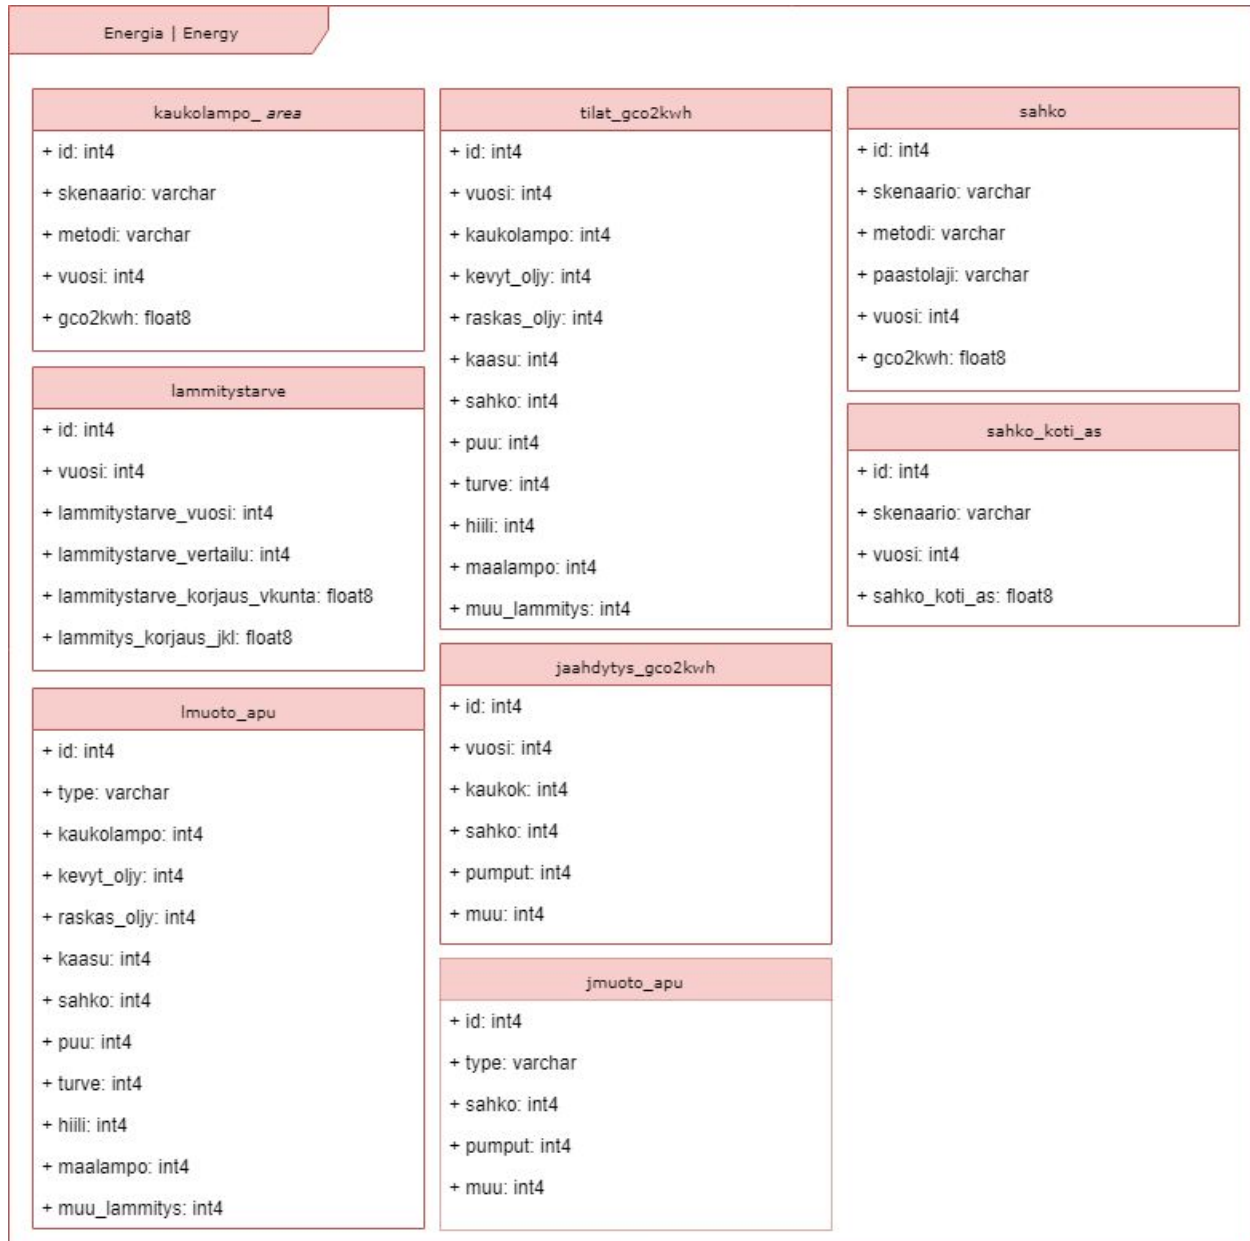 Energia | Energy
kaukolampo_ area
+ id: int4
+ skenaario: varchar
+ metodi: varchar
+ vuosi: int4
+ gco2kwh: float8
lammitystarve
+ id: int4
+ vuosi: int4
+ lammitystarve_vuosi: int4
+ lammitystarve_vertailu: int4
+ lammitystarve_korjaus_vkunta: float8
+ lammitys_korjaus_jkl: float8
lmuoto_apu
+ id: int4
+ type: varchar
+ kaukolampo: int4
+ kevyt_oljy: int4
+ raskas_oljy: int4
+ kaasu: int4
+ sahko: int4
+ puu: int4
+ turve: int4
+ hiili: int4
+ maalampo: int4
+ muu_lammitys: int4
tilat_gco2kwh
+ id: int4
+ vuosi: int4
+ kaukolampo: int4
+ kevyt_oljy: int4
+ raskas_oljy: int4
+ kaasu: int4
+ sahko: int4
+ puu: int4
+ turve: int4
+ hiili: int4
+ maalampo: int4
+ muu_lammitys: int4
jaahdytys_gco2kwh
+ id: int4
+ vuosi: int4
+ kaukok: int4
+ sahko: int4
+ pumput: int4
+ muu: int4
jmuoto_apu
+ id: int4
+ type: varchar
+ sahko: int4
+ pumput: int4
+ muu: int4
sahko
+ id: int4
+ skenaario: varchar
+ metodi: varchar
+ paastolaji: varchar
+ vuosi: int4
+ gco2kwh: float8
sahko_koti_as
+ id: int4
+ skenaario: varchar
+ vuosi: int4
+ sahko_koti_as: float8